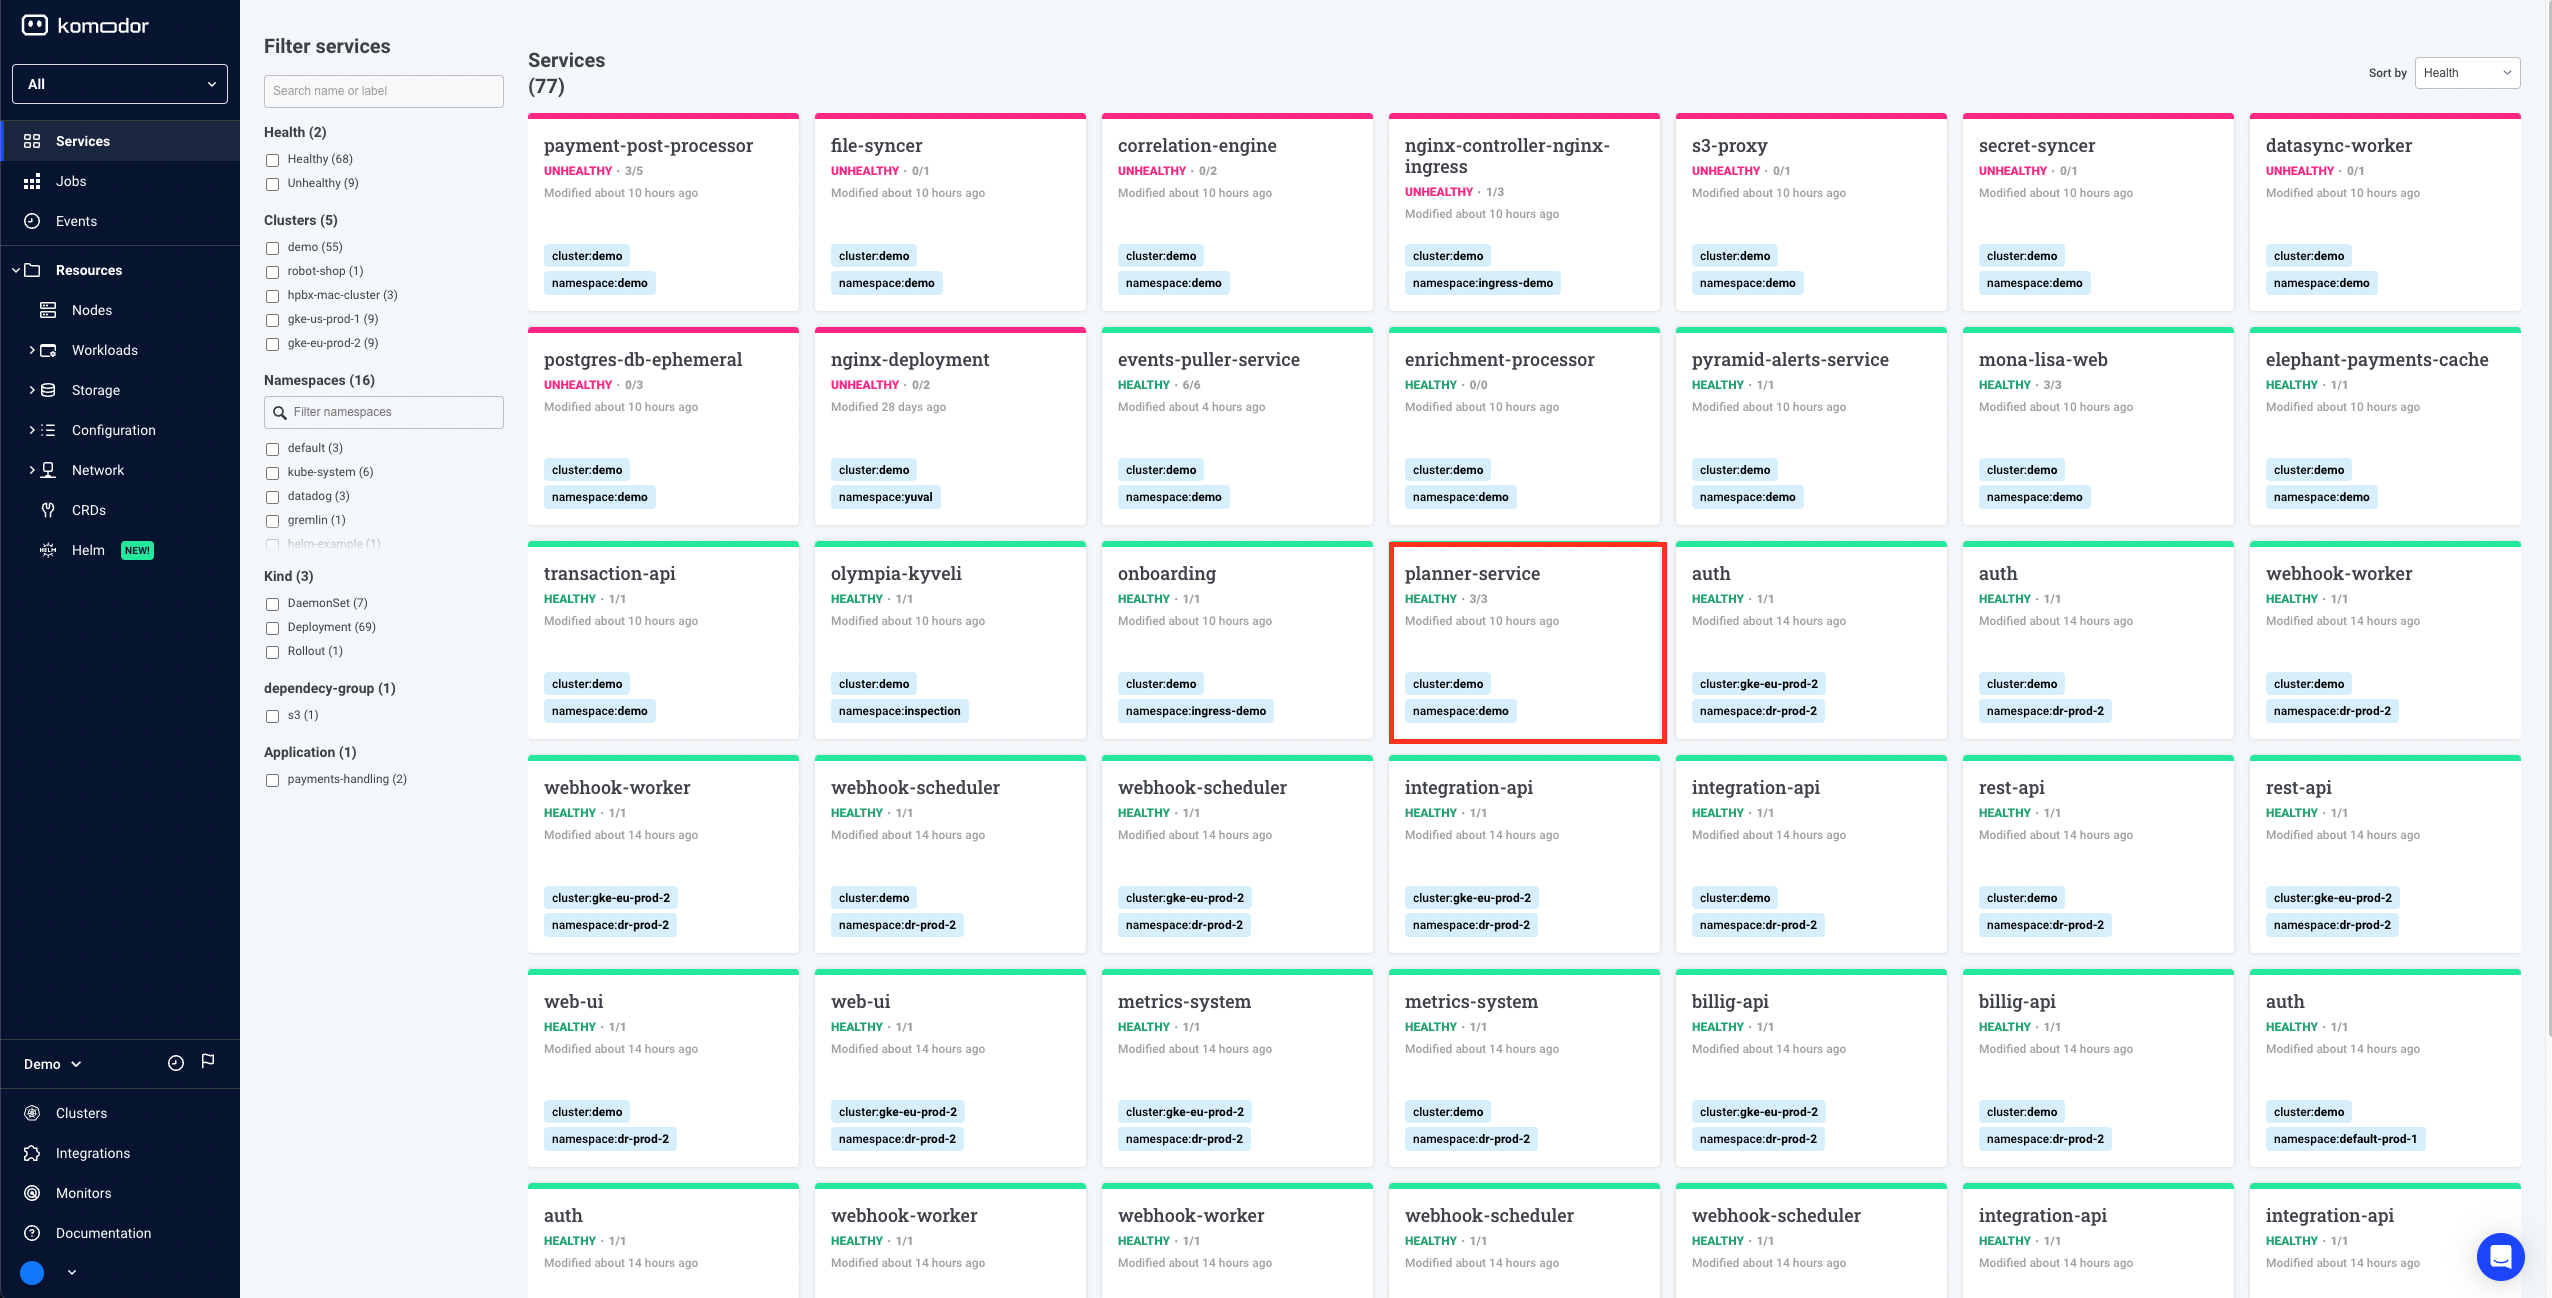 komodor
All
Services
Jobs
Events
Resources
Nodes
Workloads
Storage
Configuration
Network
CRDs
HELM Helm NEW!
Demo
Clusters
Integrations
Monitors
Documentation
Filter services
Search name or label
Health (2)
Healthy (68)
Unhealthy (9)
Clusters (5)
demo (55)
robot-shop (1)
hpbx-mac-cluster (3)
gke-us-prod-1 (9)
gke-eu-prod-2 (9)
Namespaces (16)
Filter namespaces
default (3)
kube-system (6)
datadog (3)
gremlin (1)
helm-example (1)
Kind (3)
DaemonSet (7)
Deployment (69)
Rollout (1)
dependecy-group (1)
s3 (1)
Application (1)
payments-handling (2)
Services
(77)
Sort by Health
payment-post-processor
UNHEALTHY · 3/5
Modified about 10 hours ago
cluster:demo
namespace:demo
file-syncer
UNHEALTHY · 0/1
Modified about 10 hours ago
cluster:demo
namespace:demo
correlation-engine
UNHEALTHY · 0/2
Modified about 10 hours ago
cluster:demo
namespace:demo
nginx-controller-nginx-
ingress
UNHEALTHY · 1/3
Modified about 10 hours ago
cluster:demo
namespace:ingress-demo
s3-proxy
UNHEALTHY · 0/1
Modified about 10 hours ago
cluster:demo
namespace:demo
secret-syncer
UNHEALTHY · 0/1
Modified about 10 hours ago
cluster:demo
namespace:demo
datasync-worker
UNHEALTHY · 0/1
Modified about 10 hours ago
cluster:demo
namespace:demo
postgres-db-ephemeral
UNHEALTHY · 0/3
Modified about 10 hours ago
cluster:demo
namespace:demo
nginx-deployment
UNHEALTHY · 0/2
Modified 28 days ago
cluster:demo
namespace:yuval
events-puller-service
HEALTHY · 6/6
Modified about 4 hours ago
cluster:demo
namespace:demo
enrichment-processor
HEALTHY · 0/0
Modified about 10 hours ago
cluster:demo
namespace:demo
pyramid-alerts-service
HEALTHY · 1/1
Modified about 10 hours ago
cluster:demo
namespace:demo
mona-lisa-web
HEALTHY · 3/3
Modified about 10 hours ago
cluster:demo
namespace:demo
elephant-payments-cache
HEALTHY · 1/1
Modified about 10 hours ago
cluster:demo
namespace:demo
transaction-api
HEALTHY · 1/1
Modified about 10 hours ago
cluster:demo
namespace:demo
olympia-kyveli
HEALTHY · 1/1
Modified about 10 hours ago
cluster:demo
namespace:inspection
onboarding
HEALTHY · 1/1
Modified about 10 hours ago
cluster:demo
namespace:ingress-demo
planner-service
HEALTHY · 3/3
Modified about 10 hours ago
cluster:demo
namespace:demo
auth
HEALTHY · 1/1
Modified about 14 hours ago
cluster:gke-eu-prod-2
namespace:dr-prod-2
auth
HEALTHY · 1/1
Modified about 14 hours ago
cluster:demo
namespace:dr-prod-2
webhook-worker
HEALTHY · 1/1
Modified about 14 hours ago
cluster:demo
namespace:dr-prod-2
webhook-worker
HEALTHY · 1/1
Modified about 14 hours ago
cluster:gke-eu-prod-2
namespace:dr-prod-2
webhook-scheduler
HEALTHY · 1/1
Modified about 14 hours ago
cluster:demo
namespace:dr-prod-2
webhook-scheduler
HEALTHY · 1/1
Modified about 14 hours ago
cluster:gke-eu-prod-2
namespace:dr-prod-2
integration-api
HEALTHY · 1/1
Modified about 14 hours ago
cluster:gke-eu-prod-2
namespace:dr-prod-2
integration-api
HEALTHY · 1/1
Modified about 14 hours ago
cluster:demo
namespace:dr-prod-2
rest-api
HEALTHY · 1/1
Modified about 14 hours ago
cluster:demo
namespace:dr-prod-2
rest-api
HEALTHY · 1/1
Modified about 14 hours ago
cluster:gke-eu-prod-2
namespace:dr-prod-2
web-ui
HEALTHY · 1/1
Modified about 14 hours ago
cluster:demo
namespace:dr-prod-2
web-ui
HEALTHY · 1/1
Modified about 14 hours ago
cluster:gke-eu-prod-2
namespace:dr-prod-2
metrics-system
HEALTHY · 1/1
Modified about 14 hours ago
cluster:gke-eu-prod-2
namespace:dr-prod-2
metrics-system
HEALTHY · 1/1
Modified about 14 hours ago
cluster:demo
namespace:dr-prod-2
billig-api
HEALTHY · 1/1
Modified about 14 hours ago
cluster:gke-eu-prod-2
namespace:dr-prod-2
billig-api
HEALTHY · 1/1
Modified about 14 hours ago
cluster:demo
namespace:dr-prod-2
auth
HEALTHY · 1/1
Modified about 14 hours ago
cluster:demo
namespace:default-prod-1
auth
HEALTHY · 1/1
Modified about 14 hours ago
webhook-worker
HEALTHY · 1/1
Modified about 14 hours ago
webhook-worker
HEALTHY · 1/1
Modified about 14 hours ago
webhook-scheduler
HEALTHY · 1/1
Modified about 14 hours ago
webhook-scheduler
HEALTHY · 1/1
Modified about 14 hours ago
integration-api
HEALTHY · 1/1
Modified about 14 hours ago
integration-api
HEALTHY · 1/1
Modified about 14 hours ago